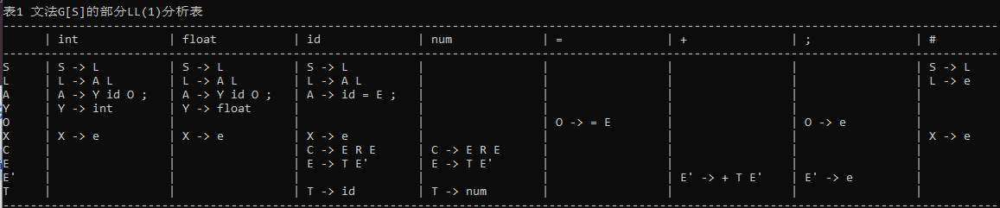 表1 文法G[S]的部分LL(1)分析表
--------------------------------------------------------------------------------------------------------------------------------------------------------
| int | float | id | num | = | + | ; | #
--------------------------------------------------------------------------------------------------------------------------------------------------------
S | S -> L | S -> L | S -> L | | | | | S -> L
L | L -> A L | L -> A L | L -> A L | | | | | L -> e
A | A -> Y id O ; | A -> Y id O ; | A -> id = E ; | | | | |
Y | Y -> int | Y -> float | | | | | |
O | | | | | O -> = E | | O -> e |
X | X -> e | X -> e | X -> e | | | | | X -> e
C | | | C -> E R E | C -> E R E | | | |
E | | | E -> T E' | E -> T E' | | | |
E' | | | | | | E' -> + T E' | E' -> e |
T | | | T -> id | T -> num | | | |
--------------------------------------------------------------------------------------------------------------------------------------------------------